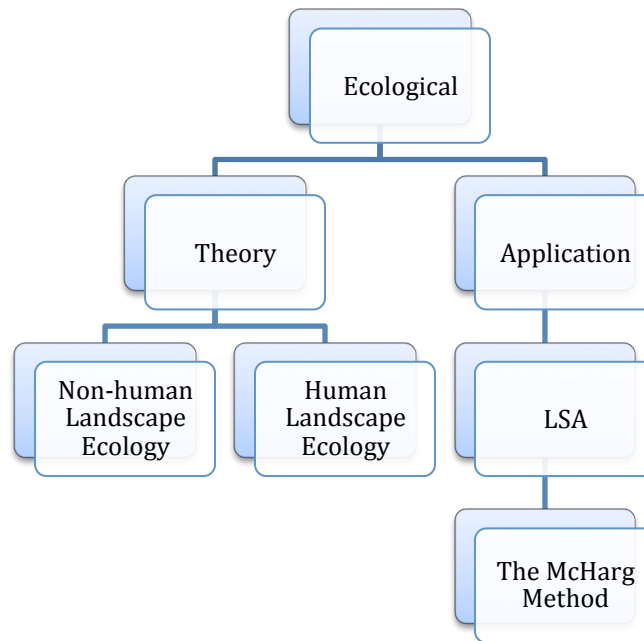 Ecological
Theory
Application
Non-human
Landscape
Ecology
Human
Landscape
Ecology
LSA
The McHarg
Method